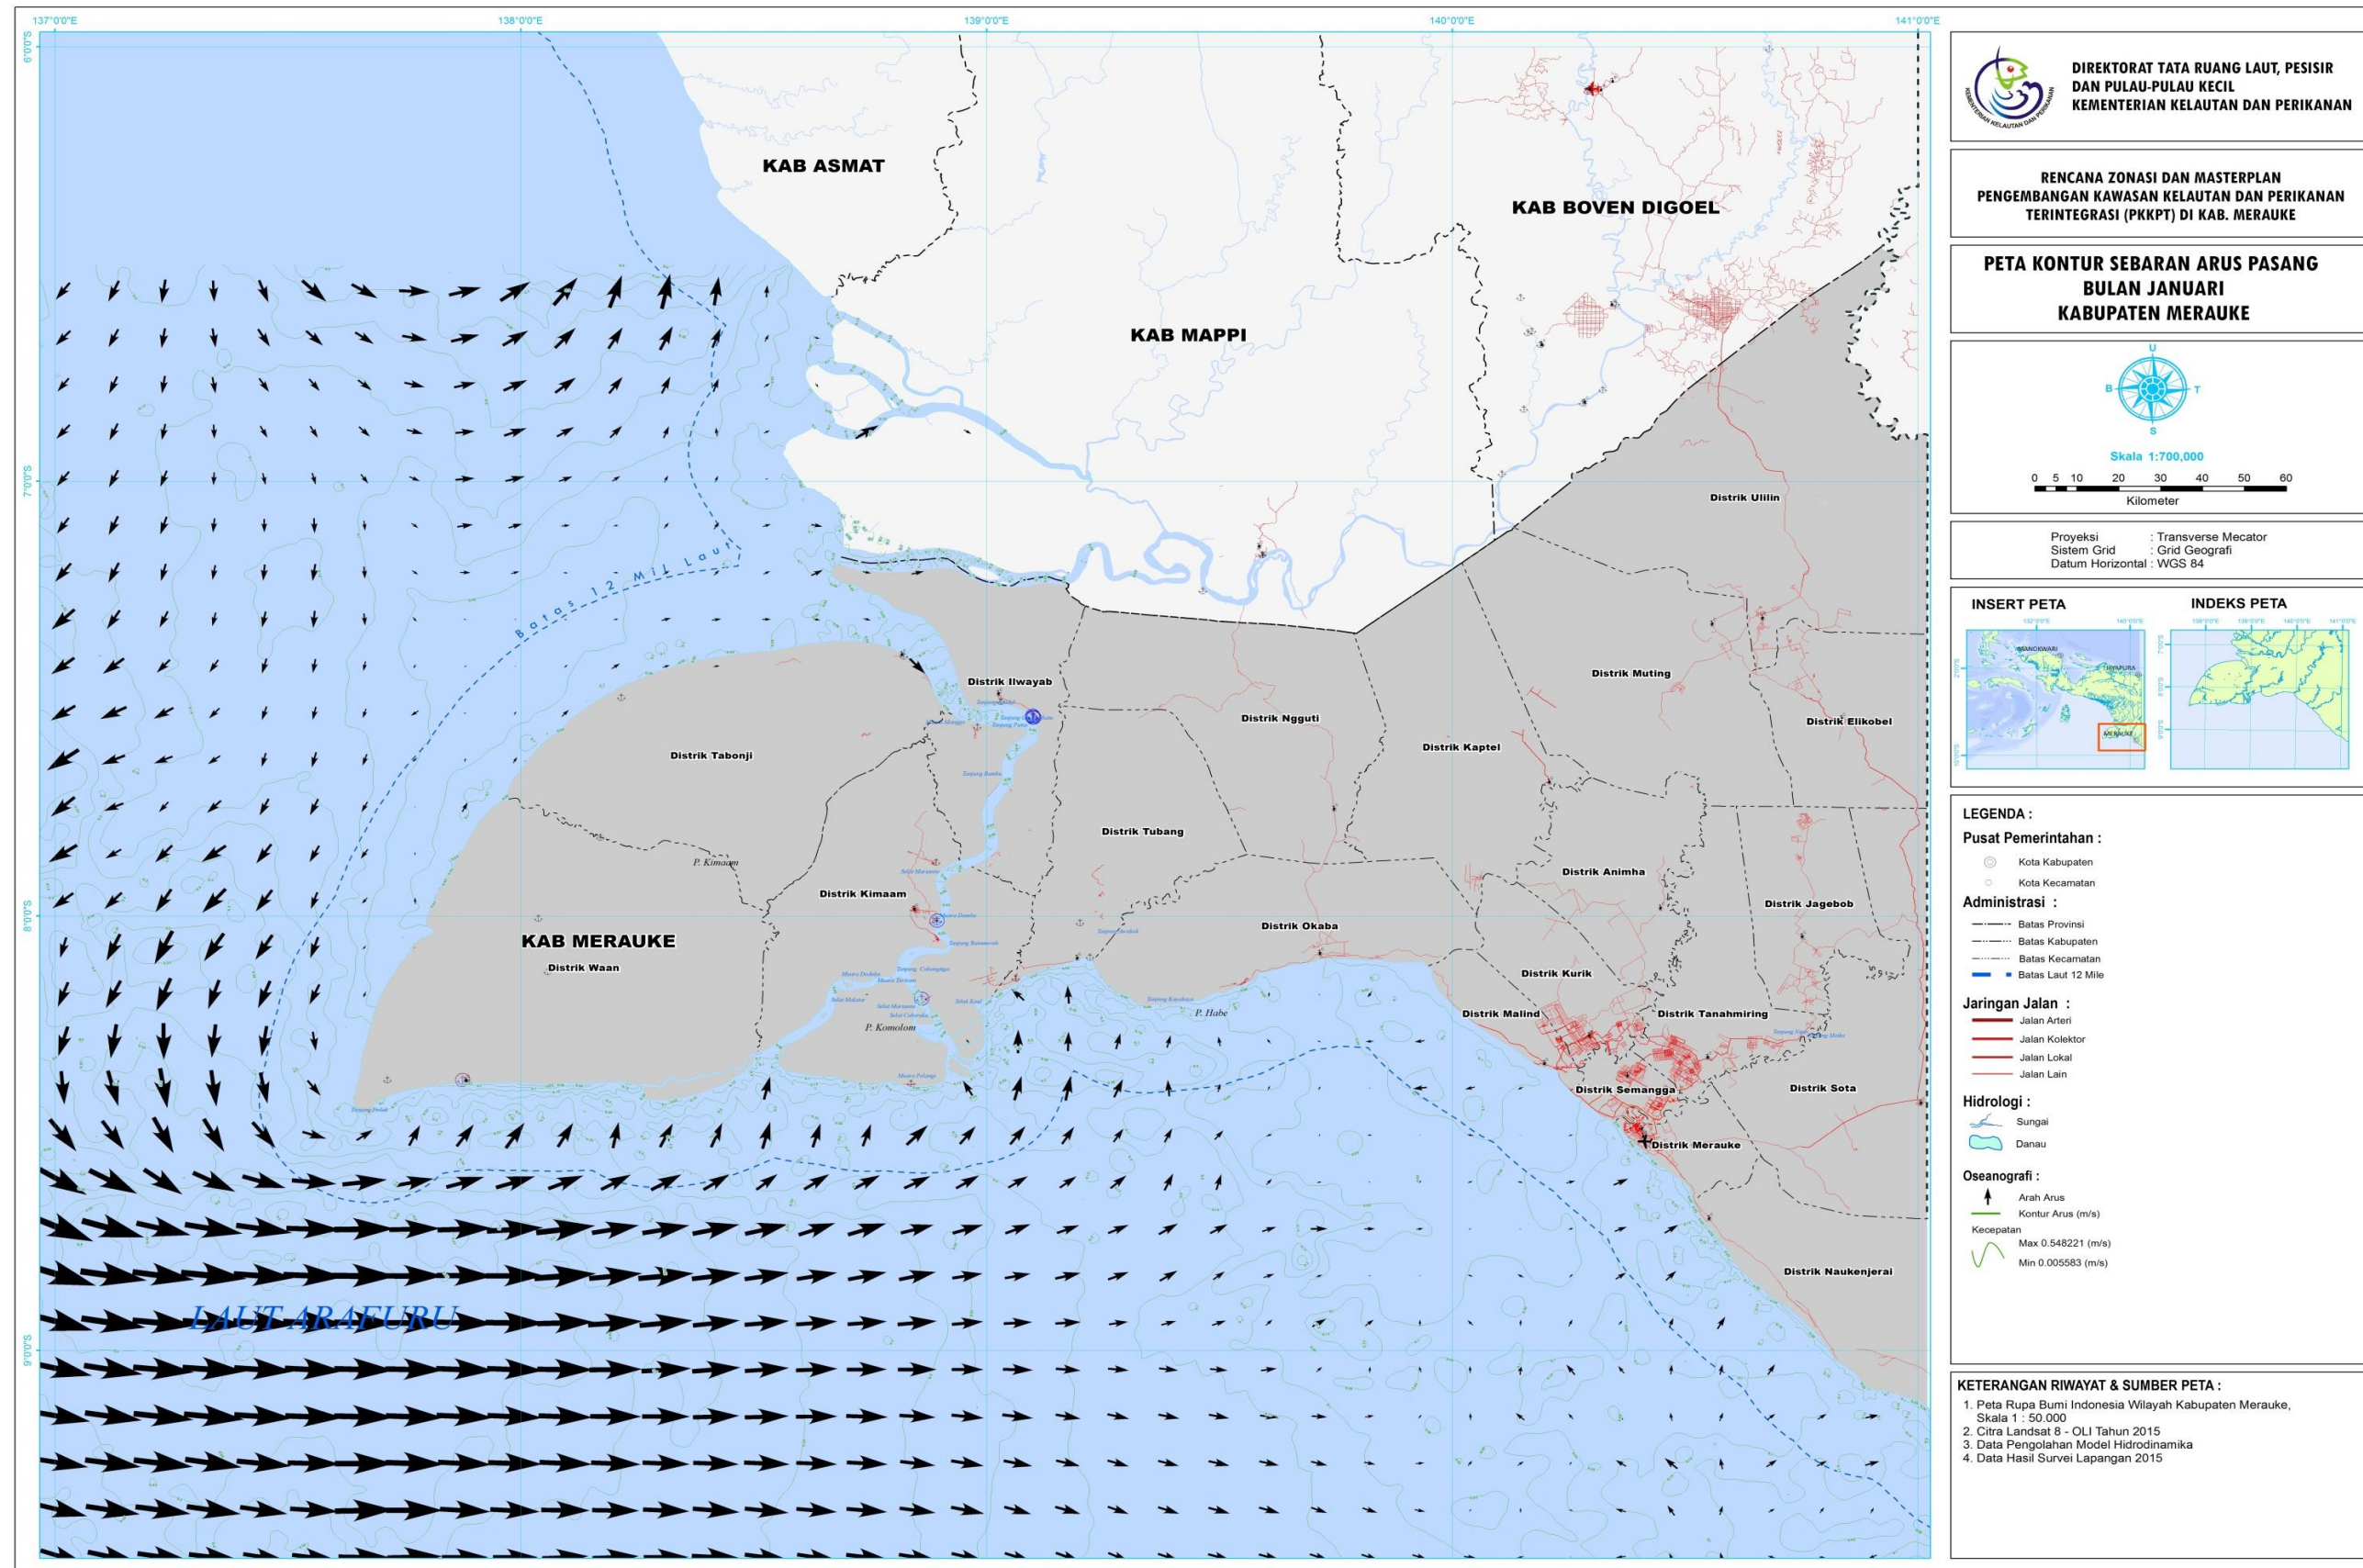 137°0'0"E
138°0'0"E
139°0'0"E
140°0'0"E
141°0'0"E
6°0'0"S
7°0'0"S
8°0'0"S
9°0'0"S
KAB ASMAT
KAB BOVEN DIGOEL
KAB MAPPI
Batas 12 Mil Laut
Distrik Ulilin
Distrik Ilwayab
Distrik Muting
Distrik Ngguti
Distrik Elikobel
Distrik Kaptel
Distrik Tabonji
Tanjung Bamba
Distrik Tubang
P. Kimaam
Distrik Animha
Distrik Kimaam
Distrik Jagebob
Distrik Okaba
KAB MERAUKE
Distrik Waan
Distrik Kurik
P. Komolom
P. Habe
Distrik Malind
Distrik Tanahmiring
Distrik Semangga
Distrik Sota
Distrik Merauke
Distrik Naukenjerai
LAUT ARAFURU
KEMENTERIAN KELAUTAN DAN PERIKANAN
DIREKTORAT TATA RUANG LAUT, PESISIR
DAN PULAU-PULAU KECIL
KEMENTERIAN KELAUTAN DAN PERIKANAN
RENCANA ZONASI DAN MASTERPLAN
PENGEMBANGAN KAWASAN KELAUTAN DAN PERIKANAN
TERINTEGRASI (PKKPT) DI KAB. MERAUKE
PETA KONTUR SEBARAN ARUS PASANG
BULAN JANUARI
KABUPATEN MERAUKE
U
B T
S
Skala 1:700,000
0 5 10 20 30 40 50 60
Kilometer
Proyeksi : Transverse Mecator
Sistem Grid : Grid Geografi
Datum Horizontal : WGS 84
INSERT PETA
INDEKS PETA
MANOKWARI
JAYAPURA
MERAUKE
LEGENDA :
Pusat Pemerintahan :
Kota Kabupaten
Kota Kecamatan
Administrasi :
Batas Provinsi
Batas Kabupaten
Batas Kecamatan
Batas Laut 12 Mile
Jaringan Jalan :
Jalan Arteri
Jalan Kolektor
Jalan Lokal
Jalan Lain
Hidrologi :
Sungai
Danau
Oseanografi :
Arah Arus
Kontur Arus (m/s)
Kecepatan
Max 0.548221 (m/s)
Min 0.005583 (m/s)
KETERANGAN RIWAYAT & SUMBER PETA :
1. Peta Rupa Bumi Indonesia Wilayah Kabupaten Merauke,
Skala 1 : 50.000
2. Citra Landsat 8 - OLI Tahun 2015
3. Data Pengolahan Model Hidrodinamika
4. Data Hasil Survei Lapangan 2015